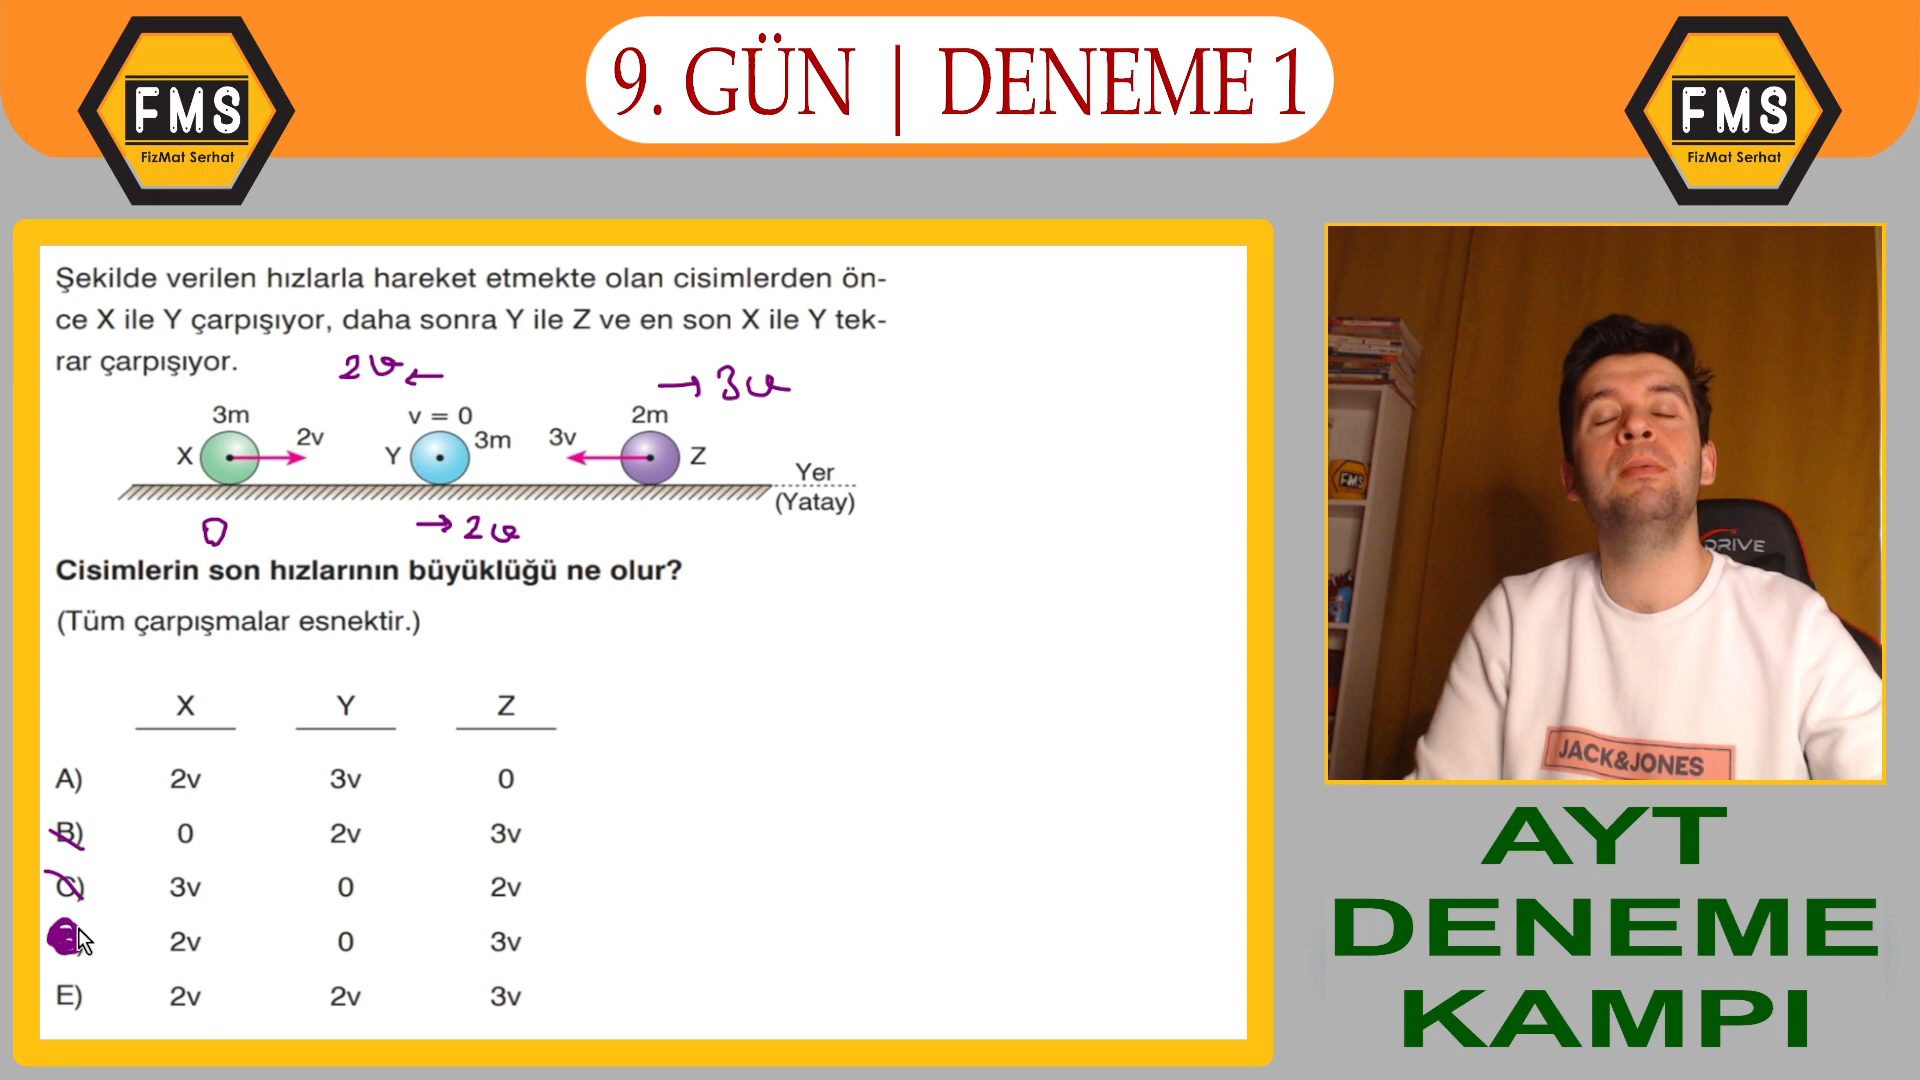 FMS
FizMat Serhat
9. GÜN | DENEME 1
FMS
FizMat Serhat
Şekilde verilen hızlarla hareket etmekte olan cisimlerden ön-
ce X ile Y çarpışıyor, daha sonra Y ile Z ve en son X ile Y tek-
rar çarpışıyor.
2v ←
→ 3v
3m
v = 0
2m
X
2v
Y
3m
3v
Z
Yer
(Yatay)
0
→ 2v
Cisimlerin son hızlarının büyüklüğü ne olur?
(Tüm çarpışmalar esnektir.)
X Y Z
A) 2v 3v 0
B) 0 2v 3v
C) 3v 0 2v
2v 0 3v
E) 2v 2v 3v
FMS
DRIVE
JACK&JONES
AYT
DENEME
KAMPI